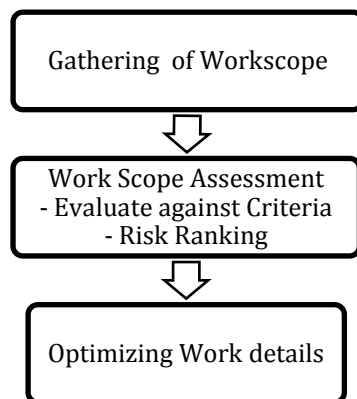 Gathering of Workscope
Work Scope Assessment
- Evaluate against Criteria
- Risk Ranking
Optimizing Work details